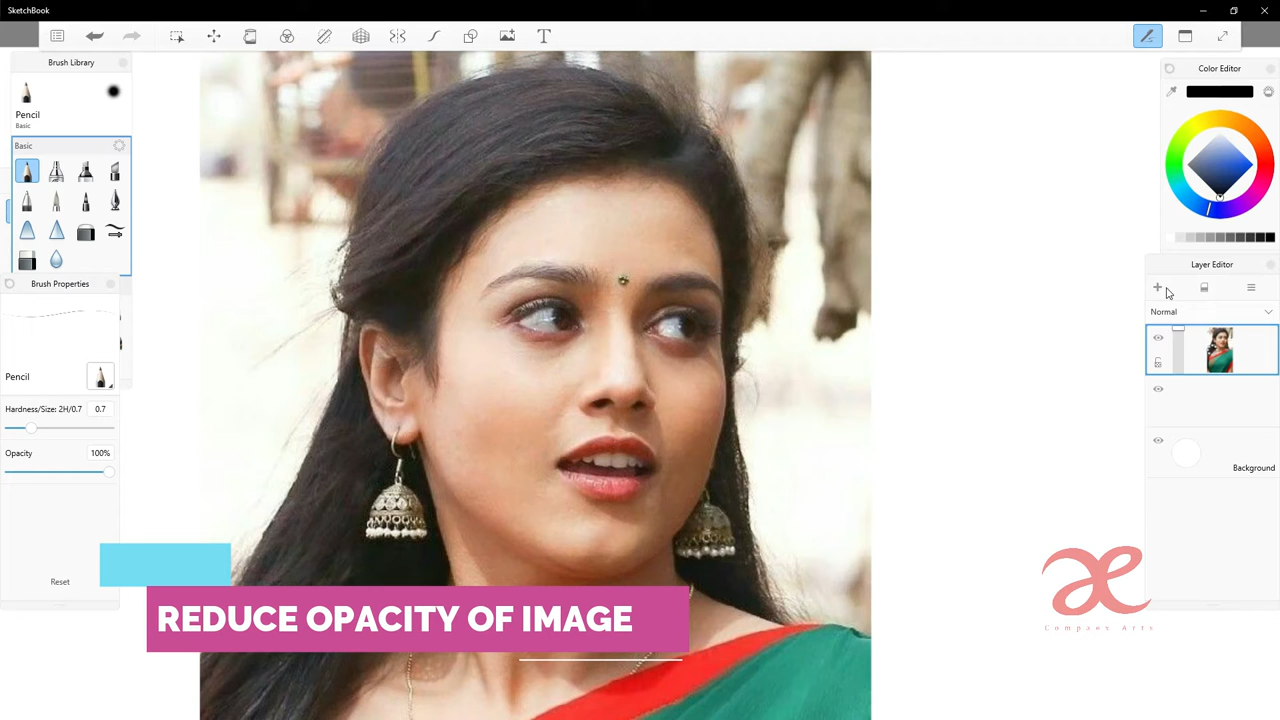 SketchBook
Brush Library
Pencil
Basic
Basic
Brush Properties
Pencil
Hardness/Size: 2H/0.7 0.7
Opacity 100%
Reset
REDUCE OPACITY OF IMAGE
Color Editor
Layer Editor
Normal
Background
æ
Compaex Arts